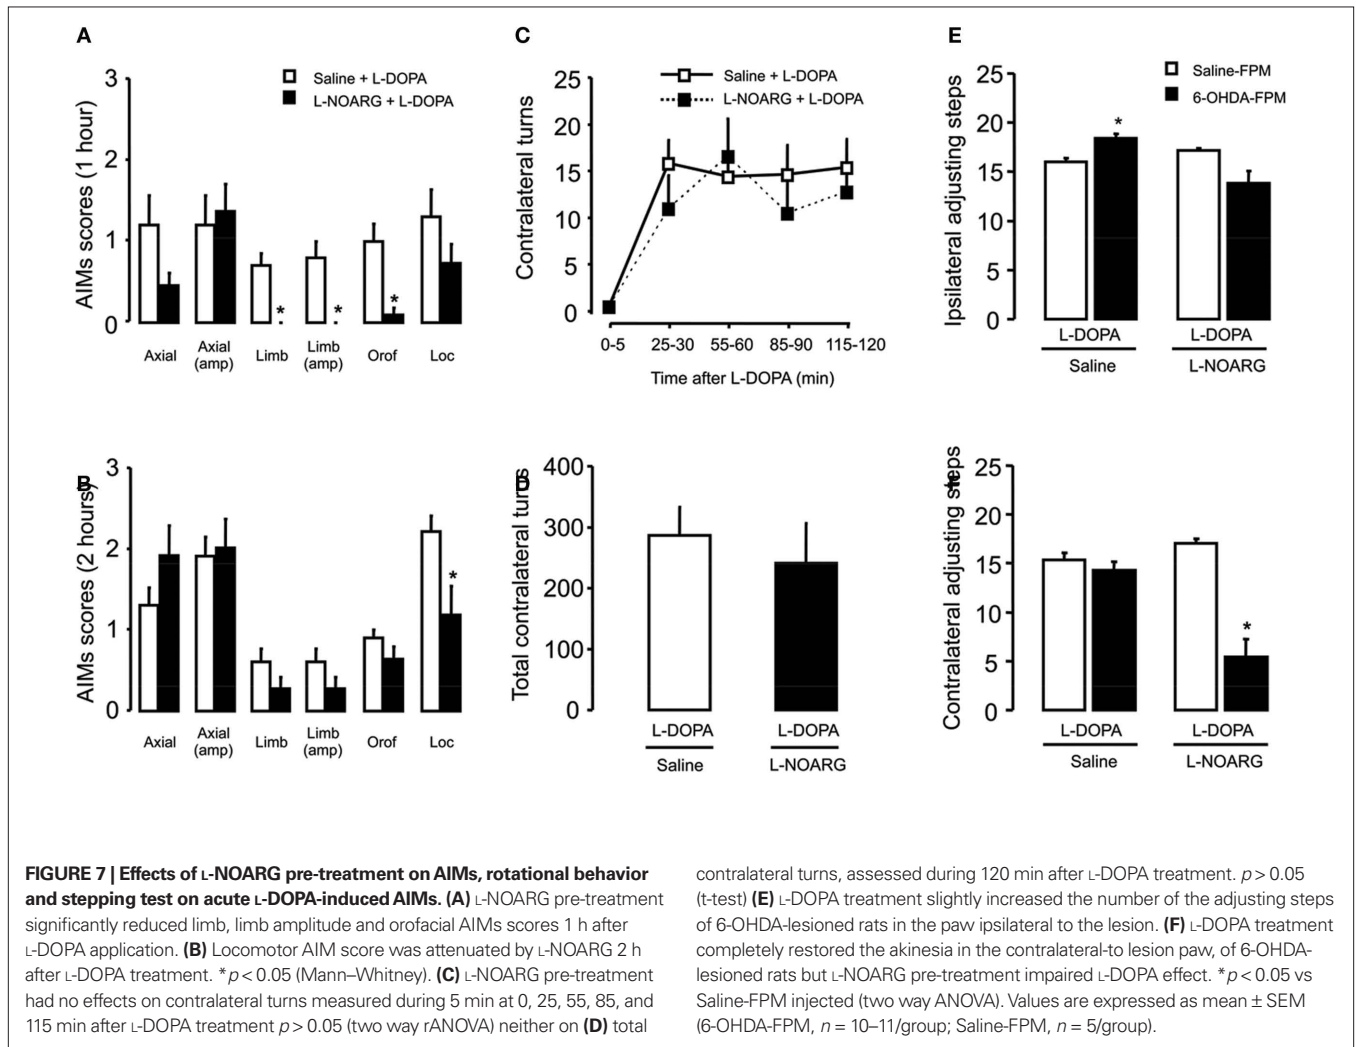 A
Saline + L-DOPA
L-NOARG + L-DOPA
AIMs scores (1 hour)
3
2
1
0
*
*
*
Axial
Axial
(amp)
Limb
Limb
(amp)
Orof
Loc
C
Saline + L-DOPA
L-NOARG + L-DOPA
Contralateral turns
25
20
15
10
5
0
0-5
25-30
55-60
85-90
115-120
Time after L-DOPA (min)
E
Saline-FPM
6-OHDA-FPM
Ipsilateral adjusting steps
25
20
15
10
5
0
*
L-DOPA
L-DOPA
Saline
L-NOARG
B
AIMs scores (2 hours)
3
2
1
0
*
Axial
Axial
(amp)
Limb
Limb
(amp)
Orof
Loc
D
Total contralateral turns
400
300
200
100
0
L-DOPA
L-DOPA
Saline
L-NOARG
Contralateral adjusting steps
25
20
15
10
5
0
*
L-DOPA
L-DOPA
Saline
L-NOARG
FIGURE 7 | Effects of L-NOARG pre-treatment on AIMs, rotational behavior
and stepping test on acute L-DOPA-induced AIMs. (A) L-NOARG pre-treatment
significantly reduced limb, limb amplitude and orofacial AIMs scores 1 h after
L-DOPA application. (B) Locomotor AIM score was attenuated by L-NOARG 2 h
after L-DOPA treatment. *p < 0.05 (Mann–Whitney). (C) L-NOARG pre-treatment
had no effects on contralateral turns measured during 5 min at 0, 25, 55, 85, and
115 min after L-DOPA treatment p > 0.05 (two way rANOVA) neither on (D) total
contralateral turns, assessed during 120 min after L-DOPA treatment. p > 0.05
(t-test) (E) L-DOPA treatment slightly increased the number of the adjusting steps
of 6-OHDA-lesioned rats in the paw ipsilateral to the lesion. (F) L-DOPA treatment
completely restored the akinesia in the contralateral-to lesion paw, of 6-OHDA-
lesioned rats but L-NOARG pre-treatment impaired L-DOPA effect. *p < 0.05 vs
Saline-FPM injected (two way ANOVA). Values are expressed as mean ± SEM
(6-OHDA-FPM, n = 10–11/group; Saline-FPM, n = 5/group).